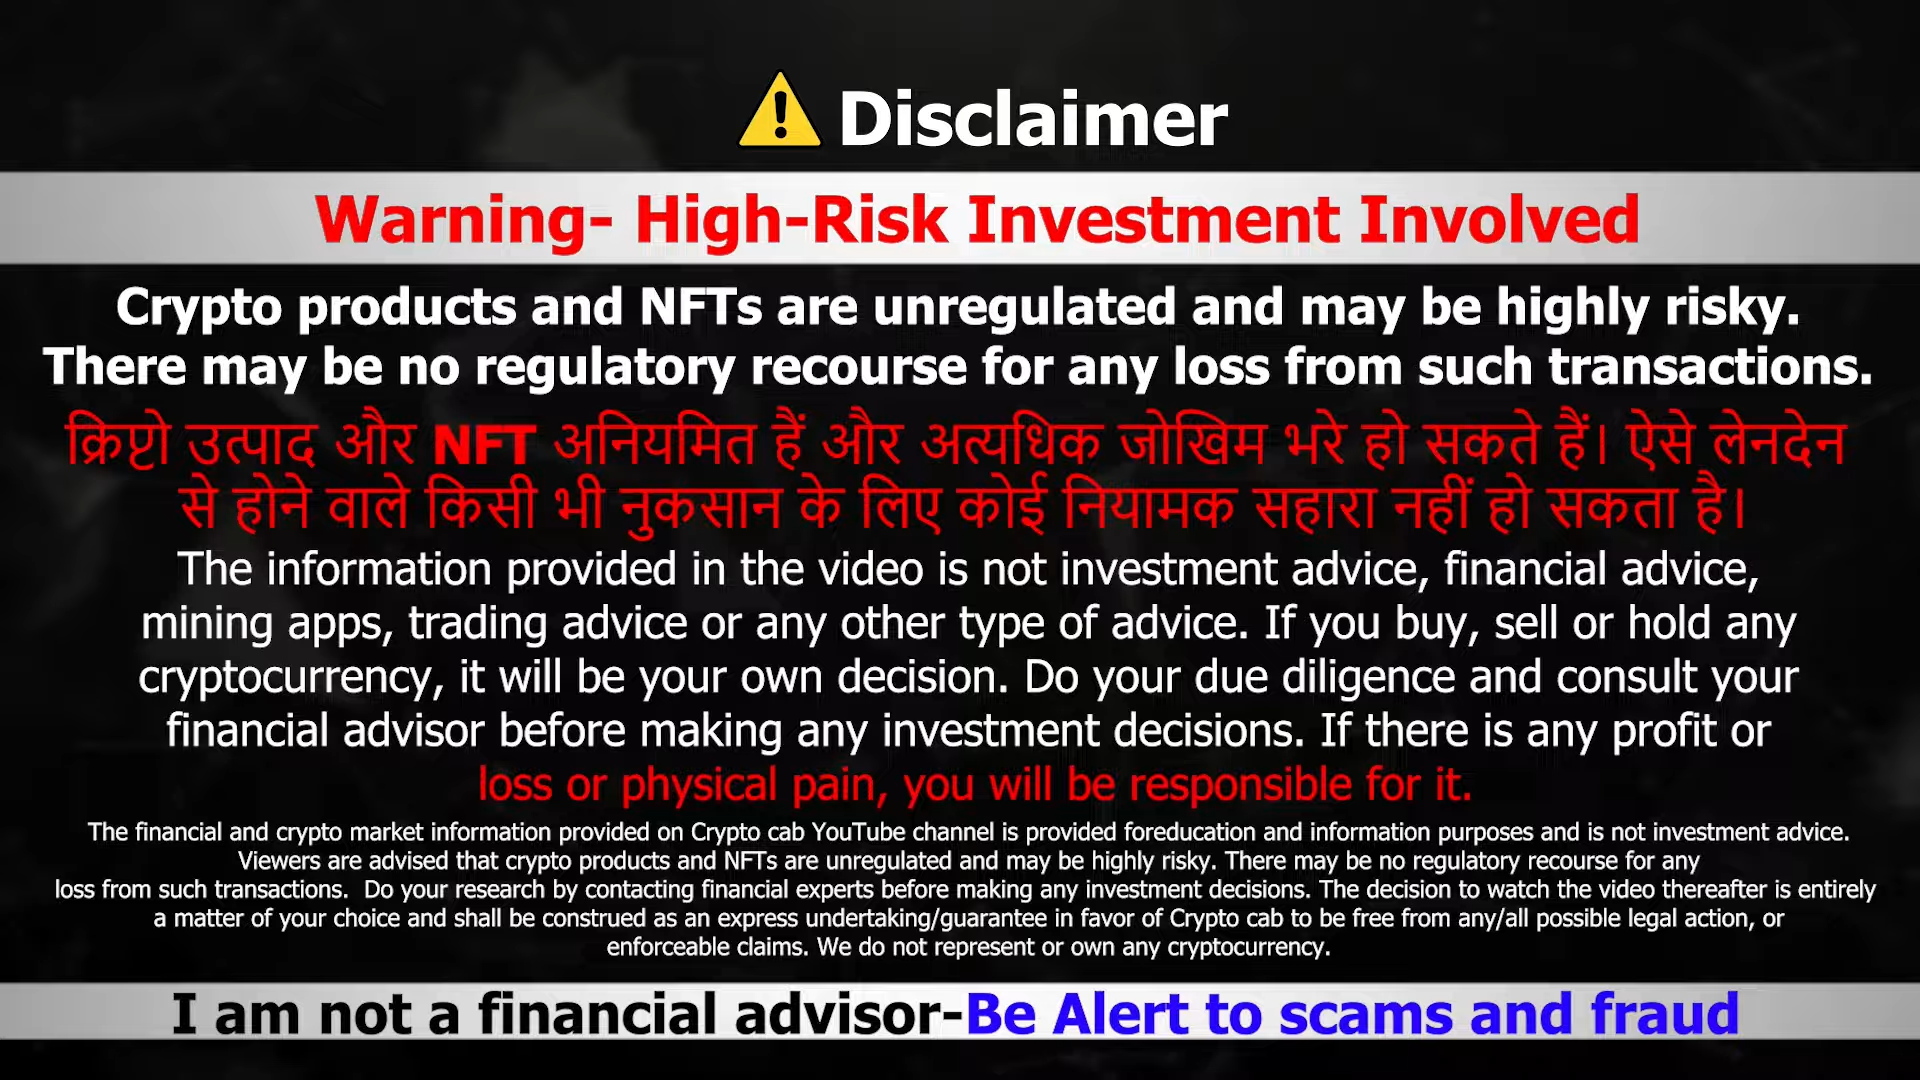 Disclaimer
Warning- High-Risk Investment Involved
Crypto products and NFTs are unregulated and may be highly risky.
There may be no regulatory recourse for any loss from such transactions.
क्रिप्टो उत्पाद और NFT अनियमित हैं और अत्यधिक जोखिम भरे हो सकते हैं। ऐसे लेनदेन
से होने वाले किसी भी नुकसान के लिए कोई नियामक सहारा नहीं हो सकता है।
The information provided in the video is not investment advice, financial advice,
mining apps, trading advice or any other type of advice. If you buy, sell or hold any
cryptocurrency, it will be your own decision. Do your due diligence and consult your
financial advisor before making any investment decisions. If there is any profit or
loss or physical pain, you will be responsible for it.
The financial and crypto market information provided on Crypto cab YouTube channel is provided foreducation and information purposes and is not investment advice.
Viewers are advised that crypto products and NFTs are unregulated and may be highly risky. There may be no regulatory recourse for any
loss from such transactions.  Do your research by contacting financial experts before making any investment decisions. The decision to watch the video thereafter is entirely
a matter of your choice and shall be construed as an express undertaking/guarantee in favor of Crypto cab to be free from any/all possible legal action, or
enforceable claims. We do not represent or own any cryptocurrency.
I am not a financial advisor-Be Alert to scams and fraud